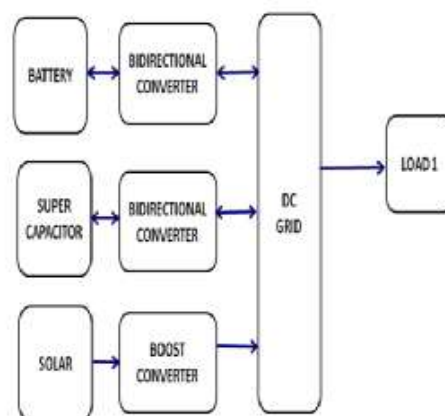 BATTERY
BIDIRECTIONAL
CONVERTER
SUPER
CAPACITOR
BIDIRECTIONAL
CONVERTER
SOLAR
BOOST
CONVERTER
DC
GRID
LOAD 1